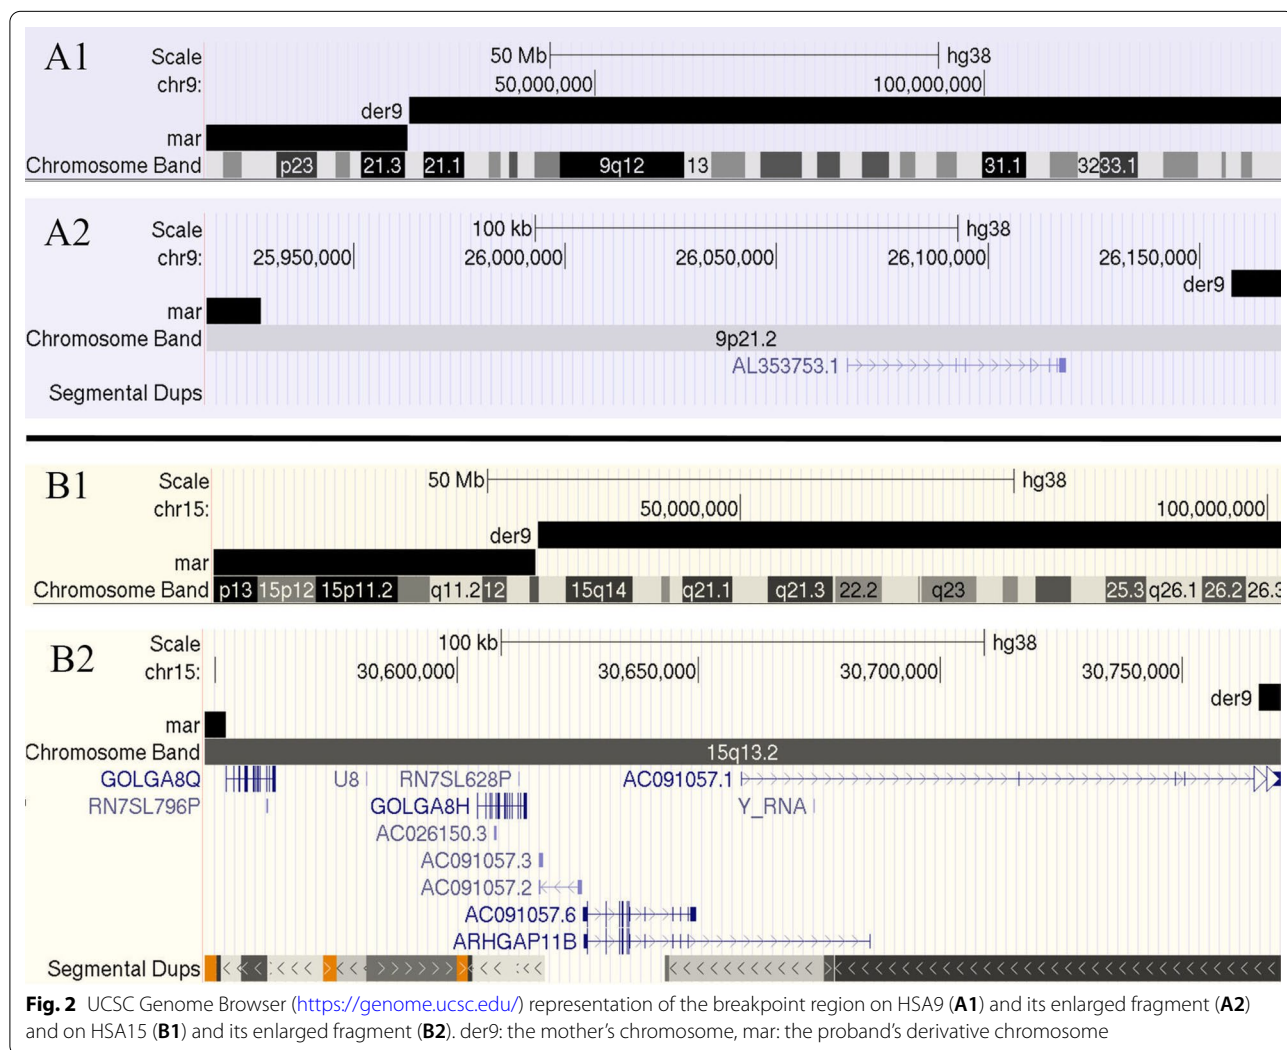 A1
Scale 50 Mb hg38
chr9: 50,000,000 100,000,000
der9
mar
Chromosome Band p23 21.3 21.1 9q12 13 31.1 32 33.1
A2
Scale 100 kb hg38
chr9: 25,950,000 26,000,000 26,050,000 26,100,000 26,150,000
der9
mar
Chromosome Band 9p21.2
AL353753.1
Segmental Dups
B1
Scale 50 Mb hg38
chr15: 50,000,000 100,000,000
der9
mar
Chromosome Band p13 15p12 15p11.2 q11.2 12 15q14 q21.1 q21.3 22.2 q23 25.3 q26.1 26.2 26.3
B2
Scale 100 kb hg38
chr15: 30,600,000 30,650,000 30,700,000 30,750,000
der9
mar
Chromosome Band 15q13.2
GOLGA8Q U8 RN7SL628P AC091057.1
RN7SL796P GOLGA8H Y_RNA
AC026150.3
AC091057.3
AC091057.2
AC091057.6
ARHGAP11B
Segmental Dups
Fig. 2 UCSC Genome Browser (https://genome.ucsc.edu/) representation of the breakpoint region on HSA9 (A1) and its enlarged fragment (A2)
and on HSA15 (B1) and its enlarged fragment (B2). der9: the mother's chromosome, mar: the proband's derivative chromosome